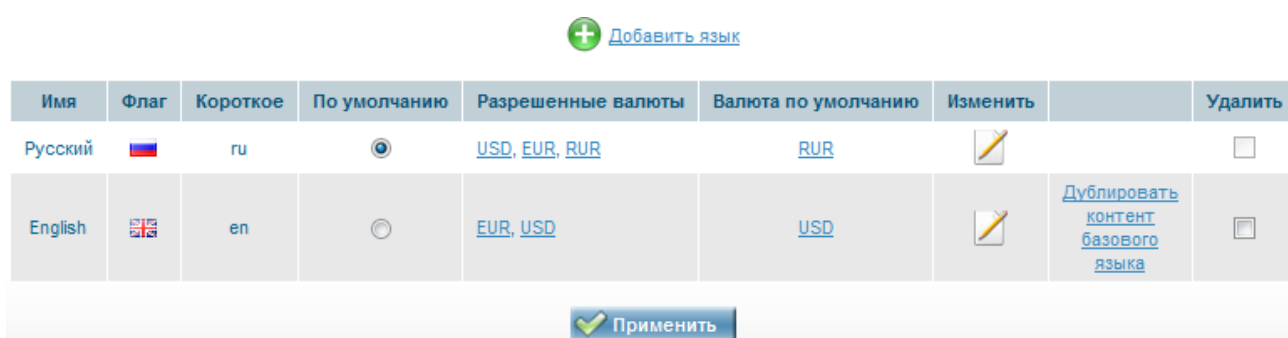 Добавить язык
Имя Флаг Короткое По умолчанию Разрешенные валюты Валюта по умолчанию Изменить Удалить
Русский ru USD, EUR, RUR RUR
English en EUR, USD USD Дублировать
контент
базового
языка
Применить